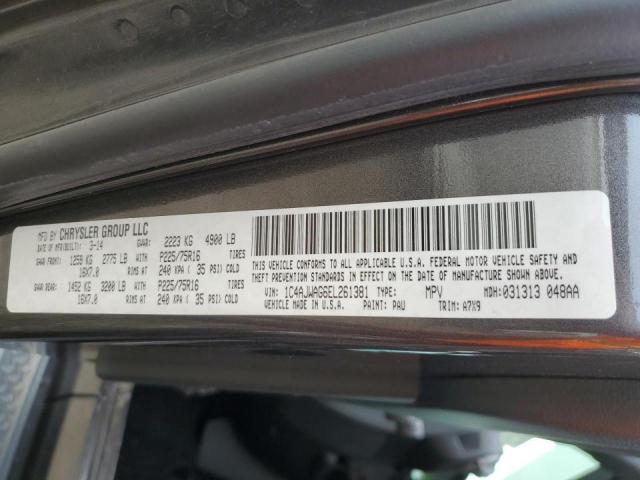 MFD BY CHRYSLER GROUP LLC
DATE OF MFR(BUILT): 3-14 GVWR: 2223 KG 4900 LB
GAWR FRONT: 1259 KG 2775 LB WITH TIRES P225/75R16
16X7.0 RIMS AT 240 KPA ( 35 PSI) COLD
GAWR REAR: 1452 KG 3200 LB WITH TIRES P225/75R16
16X7.0 RIMS AT 240 KPA ( 35 PSI) COLD
THIS VEHICLE CONFORMS TO ALL APPLICABLE U.S.A. FEDERAL MOTOR VEHICLE SAFETY, BUMPER, AND
THEFT PREVENTION STANDARDS IN EFFECT ON THE DATE OF MANUFACTURE SHOWN ABOVE.
VIN: 1C4AJWAG6EL261381 TYPE: MPV MDH: 031313 048AA
VEHICLE MADE IN U.S.A. PAINT: PAU TRIM: A7X9